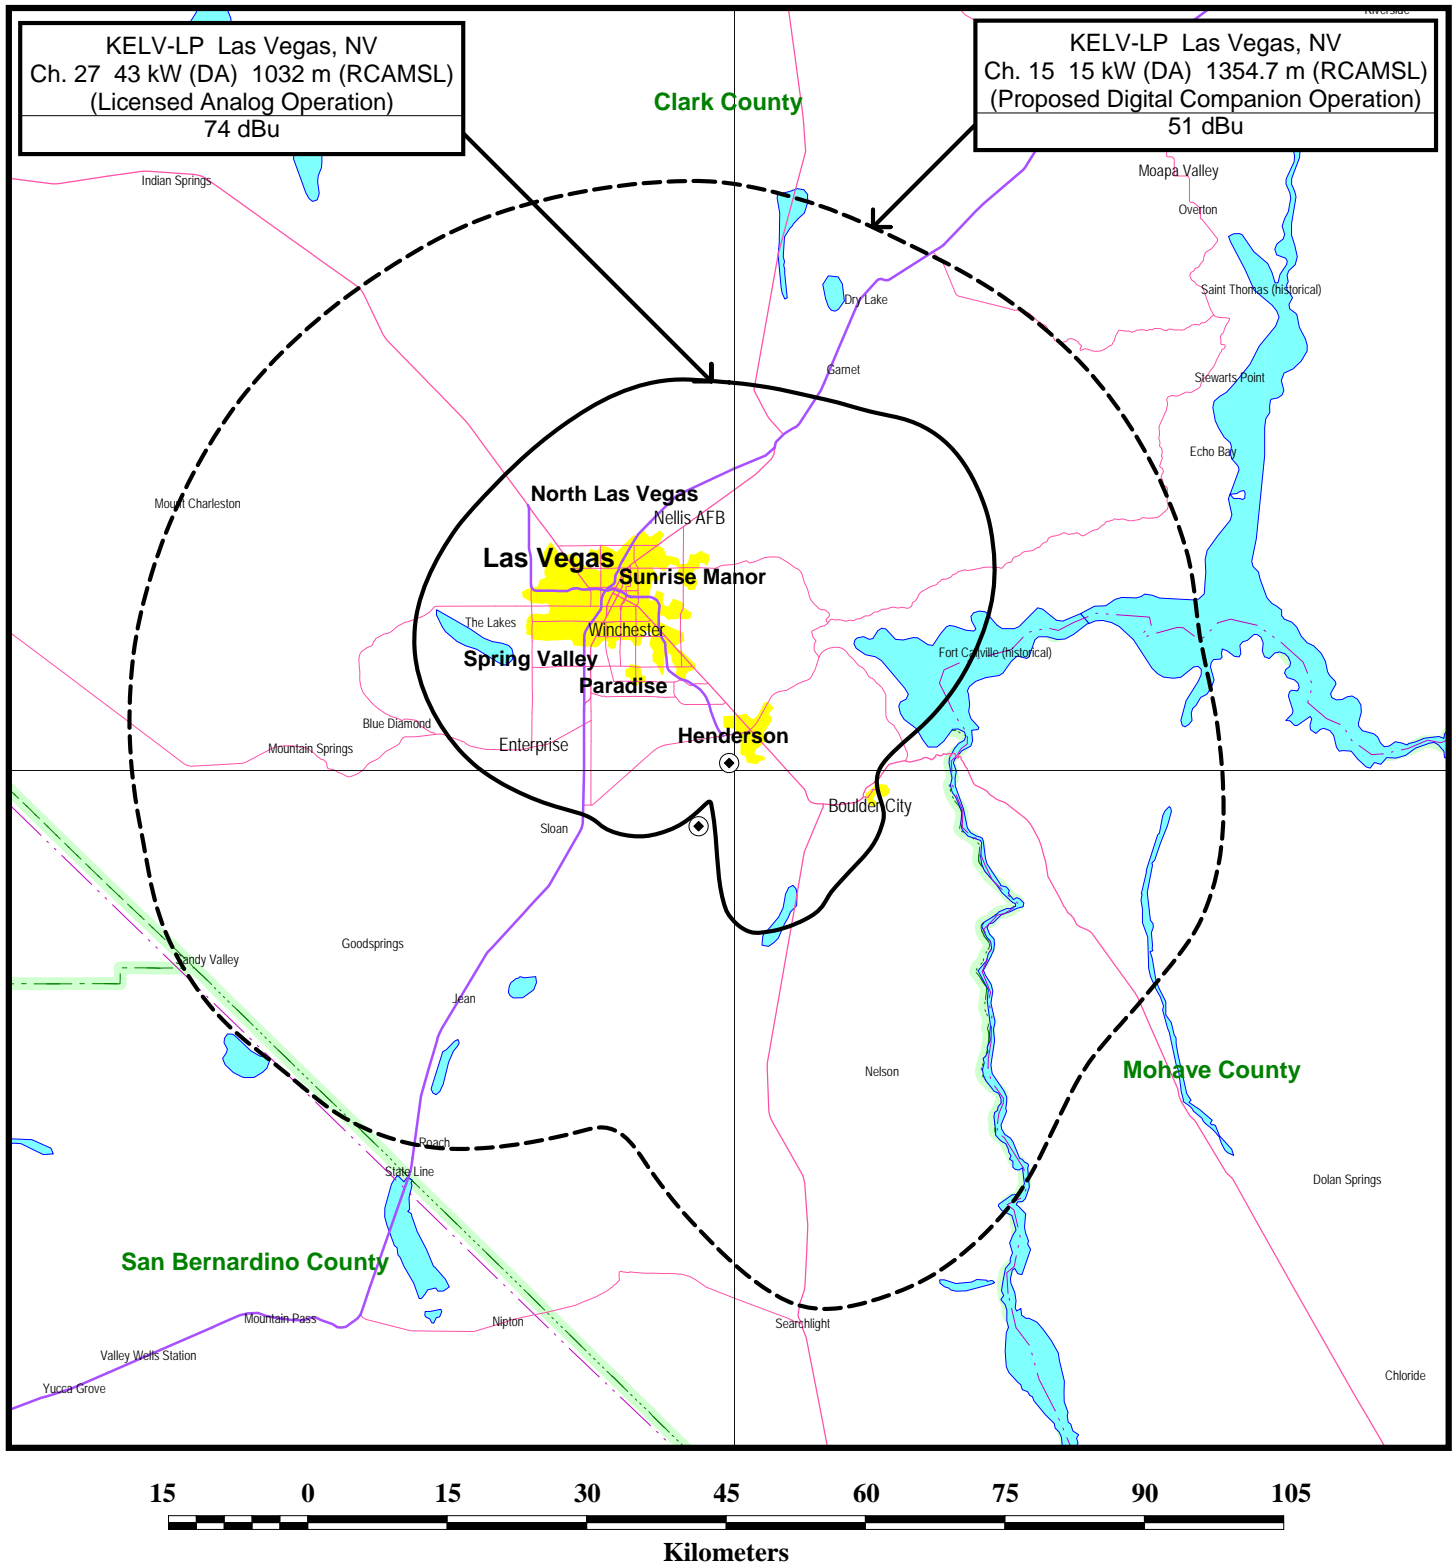 Riverside
KELV-LP  Las Vegas, NV
Ch. 27  43 kW (DA)  1032 m (RCAMSL)
(Licensed Analog Operation)
74 dBu
KELV-LP  Las Vegas, NV
Ch. 15  15 kW (DA)  1354.7 m (RCAMSL)
(Proposed Digital Companion Operation)
51 dBu
Clark County
Indian Springs
Moapa Valley
Overton
Saint Thomas (historical)
Dry Lake
Garnet
Stewarts Point
Echo Bay
Mount Charleston
North Las Vegas
Nellis AFB
Las Vegas
Sunrise Manor
The Lakes
Winchester
Spring Valley
Fort Callville (historical)
Paradise
Blue Diamond
Mountain Springs
Enterprise
Henderson
Boulder City
Sloan
Goodsprings
Sandy Valley
Jean
Nelson
Mohave County
Roach
State Line
Dolan Springs
San Bernardino County
Mountain Pass
Nipton
Searchlight
Valley Wells Station
Yucca Grove
Chloride
15 0 15 30 45 60 75 90 105
Kilometers